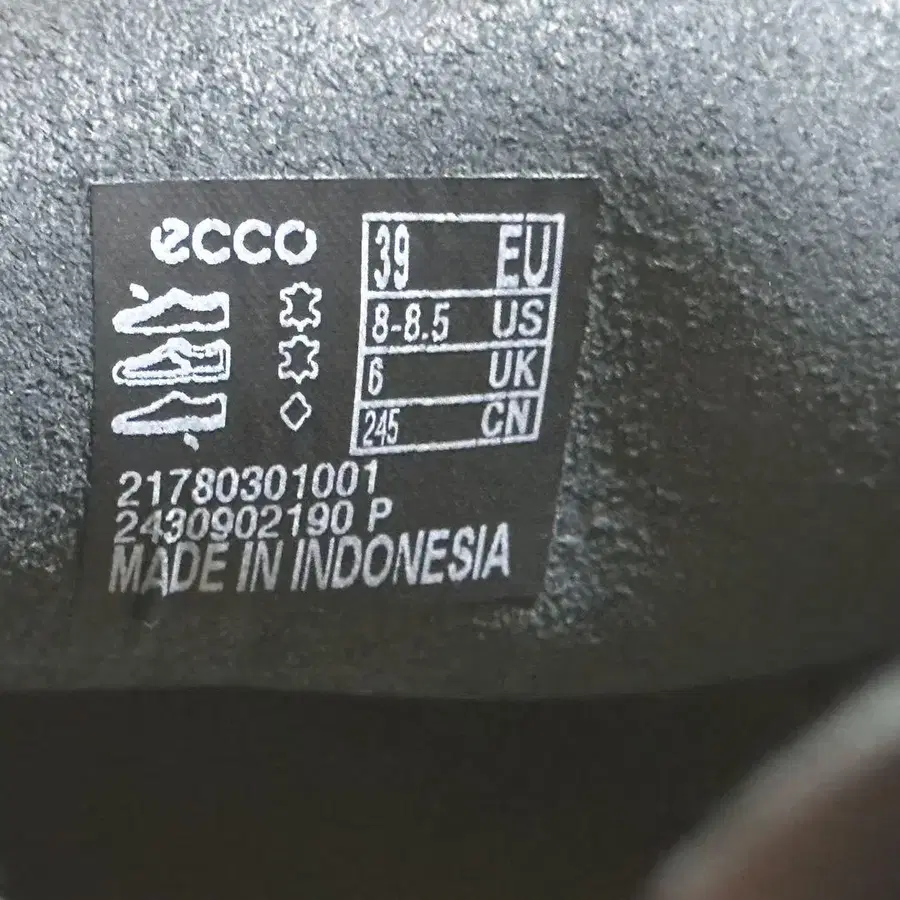 ecco
39 EU
8-8.5 US
6 UK
245 CN
21780301001
2430902190 P
MADE IN INDONESIA